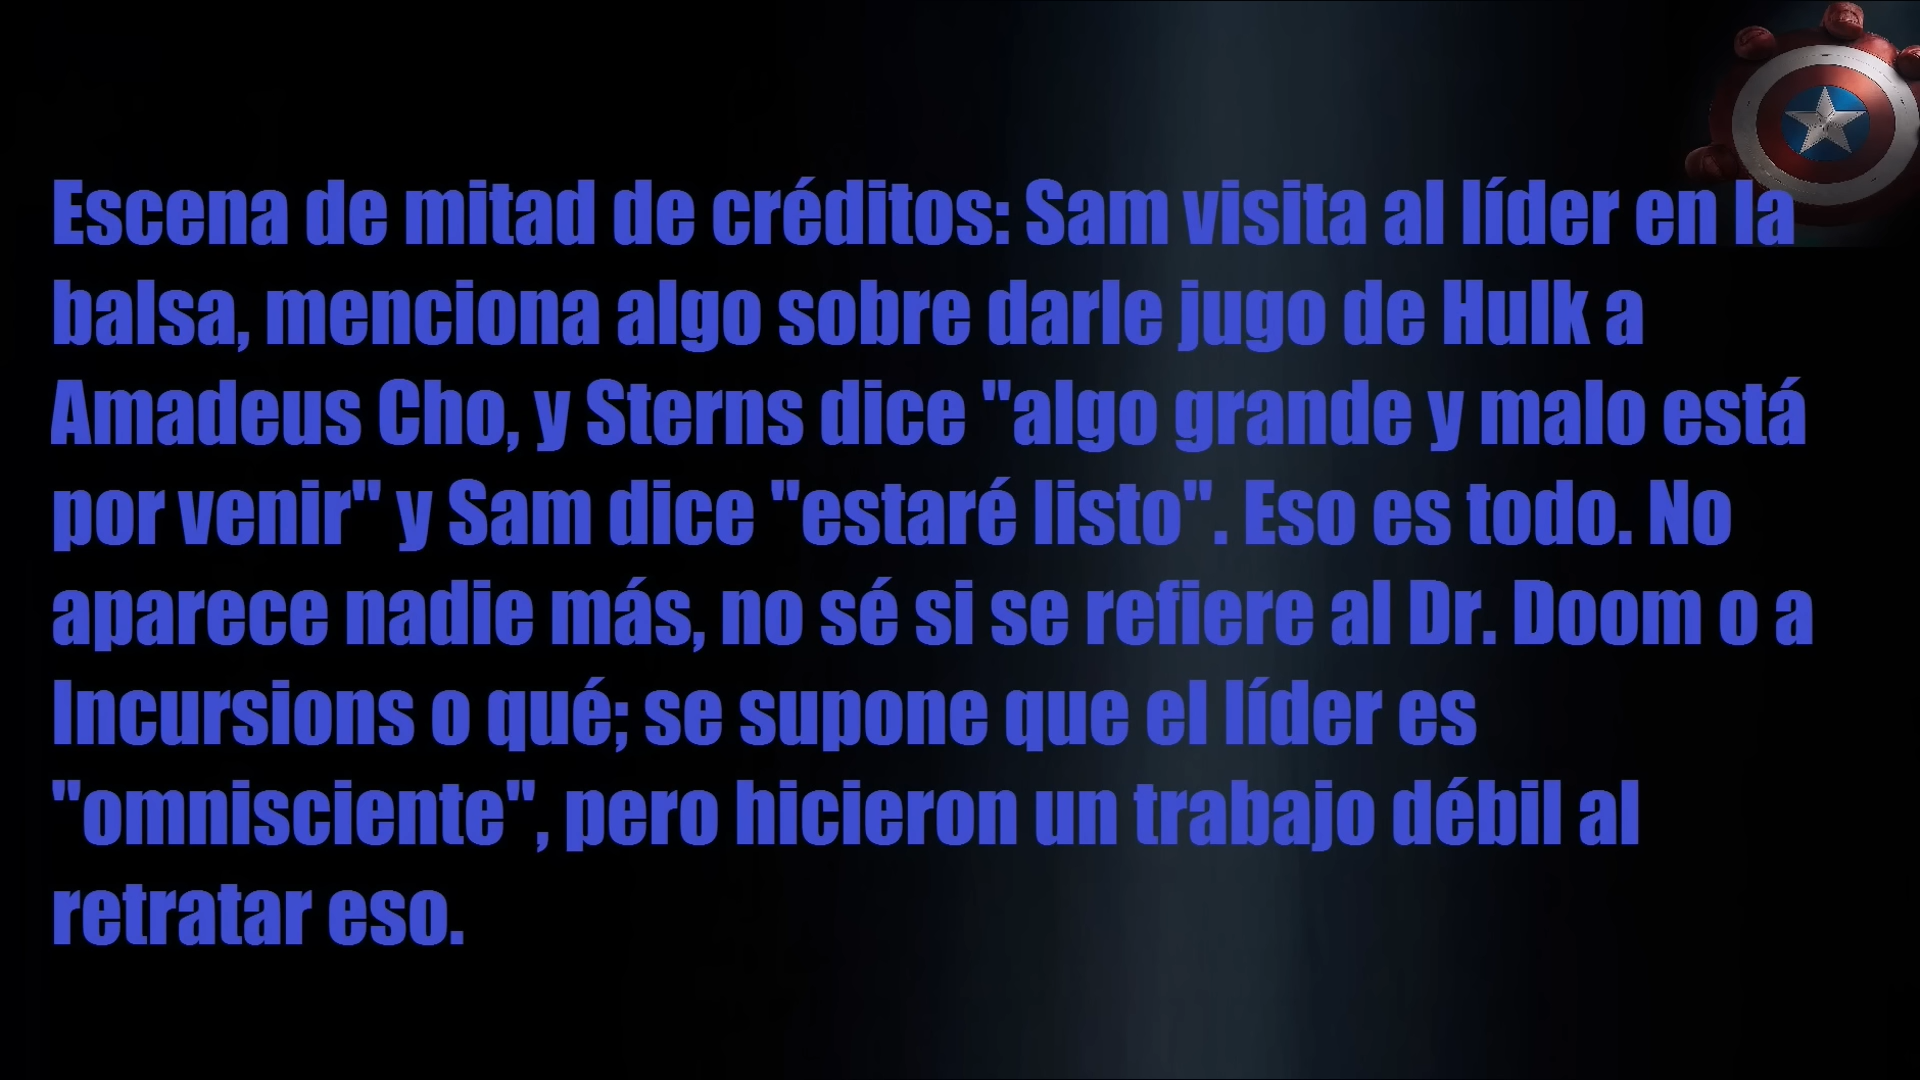 Escena de mitad de créditos: Sam visita al líder en la
balsa, menciona algo sobre darle jugo de Hulk a
Amadeus Cho, y Sterns dice "algo grande y malo está
por venir" y Sam dice "estaré listo". Eso es todo. No
aparece nadie más, no sé si se refiere al Dr. Doom o a
Incursions o qué; se supone que el líder es
"omnisciente", pero hicieron un trabajo débil al
retratar eso.